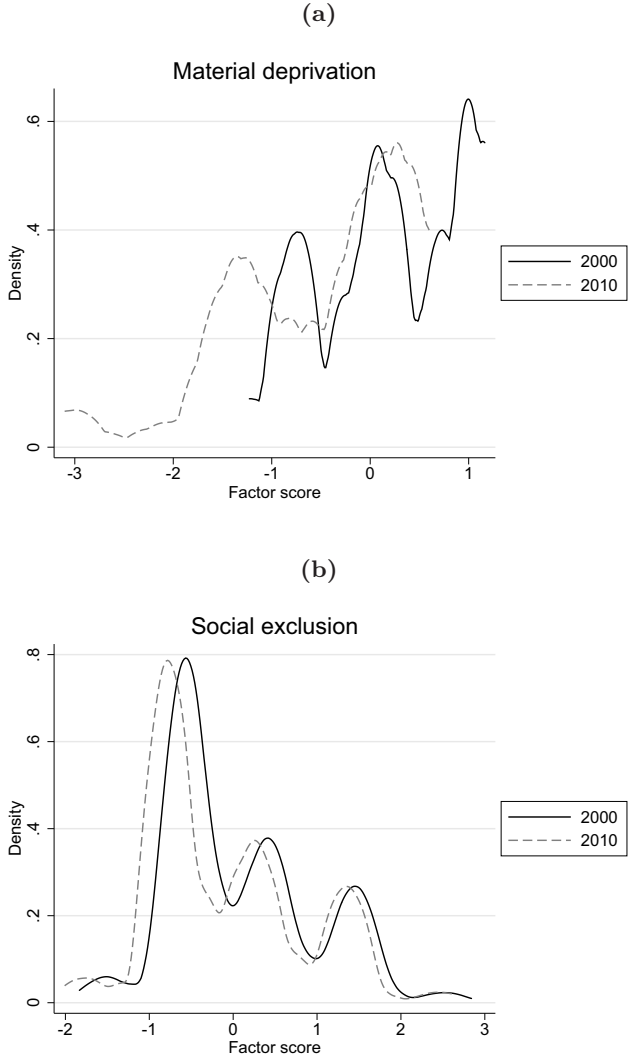 (a)
Material deprivation
.6
.4
.2
0
Density
-3 -2 -1 0 1
Factor score
2000
2010
(b)
Social exclusion
.8
.6
.4
.2
0
Density
-2 -1 0 1 2 3
Factor score
2000
2010